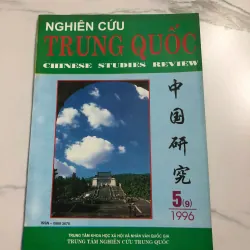 NGHIÊN CỨU
TRUNG QUỐC
CHINESE STUDIES REVIEW
中
国
研
究
5(9)
1996
TRUNG TÂM KHOA HỌC XÃ HỘI VÀ NHÂN VĂN QUỐC GIA
TRUNG TÂM NGHIÊN CỨU TRUNG QUỐC